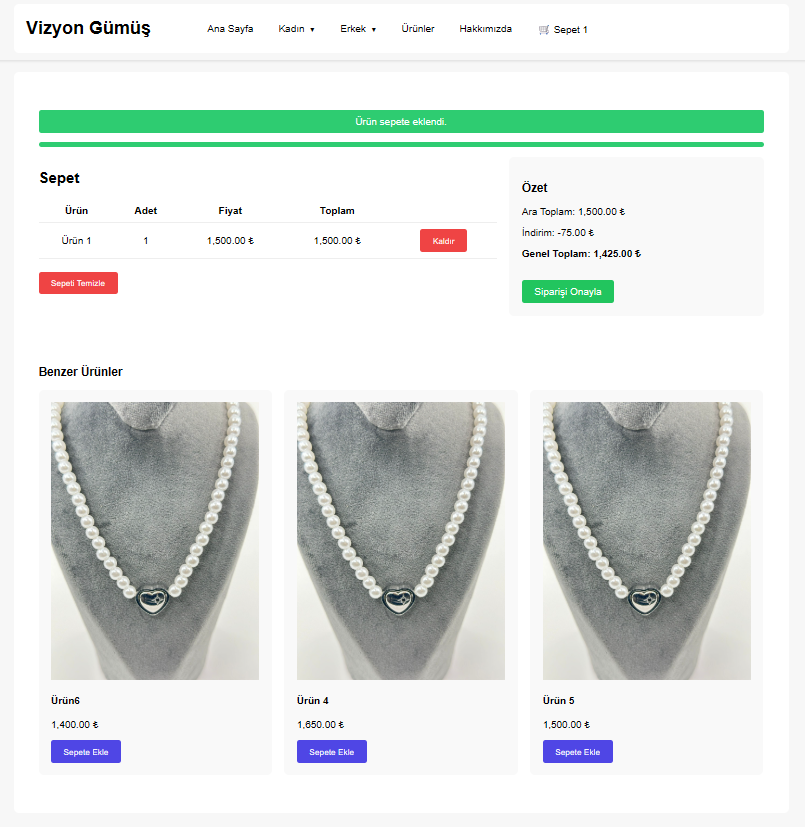 Vizyon Gümüş
Ana Sayfa Kadın ▼ Erkek ▼ Ürünler Hakkımızda 🛒 Sepet 1
Ürün sepete eklendi.
Sepet
Ürün Adet Fiyat Toplam
Ürün 1 1 1,500.00 ₺ 1,500.00 ₺ Kaldır
Sepeti Temizle
Özet
Ara Toplam: 1,500.00 ₺
İndirim: -75.00 ₺
Genel Toplam: 1,425.00 ₺
Siparişi Onayla
Benzer Ürünler
Ürün6
1,400.00 ₺
Sepete Ekle
Ürün 4
1,650.00 ₺
Sepete Ekle
Ürün 5
1,500.00 ₺
Sepete Ekle